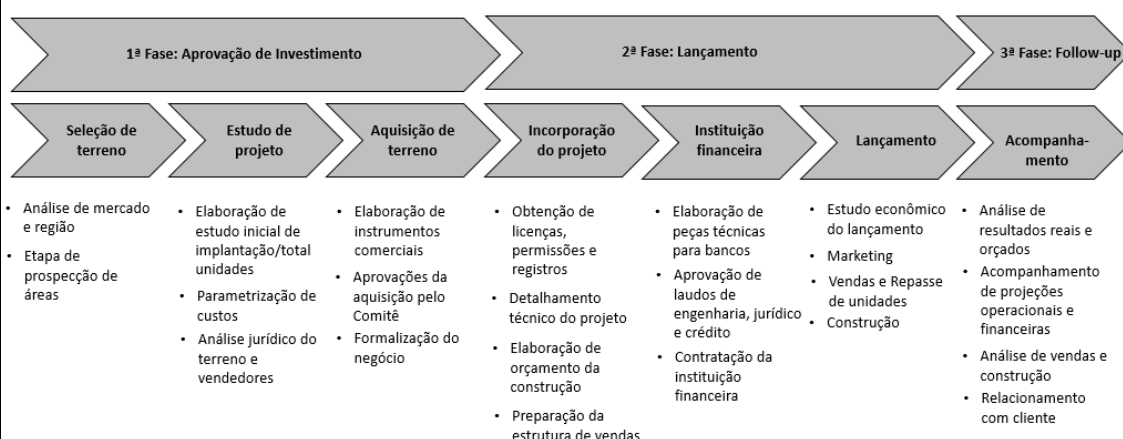 1ª Fase: Aprovação de Investimento
2ª Fase: Lançamento
3ª Fase: Follow-up
Seleção de
terreno
Estudo de
projeto
Aquisição de
terreno
Incorporação
do projeto
Instituição
financeira
Lançamento
Acompanha-
mento
• Análise de mercado
e região
• Etapa de
prospecção de
áreas
• Elaboração de
estudo inicial de
implantação/total
unidades
• Parametrização de
custos
• Análise jurídico do
terreno e
vendedores
• Elaboração de
instrumentos
comerciais
• Aprovações da
aquisição pelo
Comitê
• Formalização do
negócio
• Obtenção de
licenças,
permissões e
registros
• Detalhamento
técnico do projeto
• Elaboração de
orçamento da
construção
• Preparação da
estrutura de vendas
• Elaboração de
peças técnicas
para bancos
• Aprovação de
laudos de
engenharia, jurídico
e crédito
• Contratação da
instituição
financeira
• Estudo econômico
do lançamento
• Marketing
• Vendas e Repasse
de unidades
• Construção
• Análise de
resultados reais e
orçados
• Acompanhamento
de projeções
operacionais e
financeiras
• Análise de vendas e
construção
• Relacionamento
com cliente